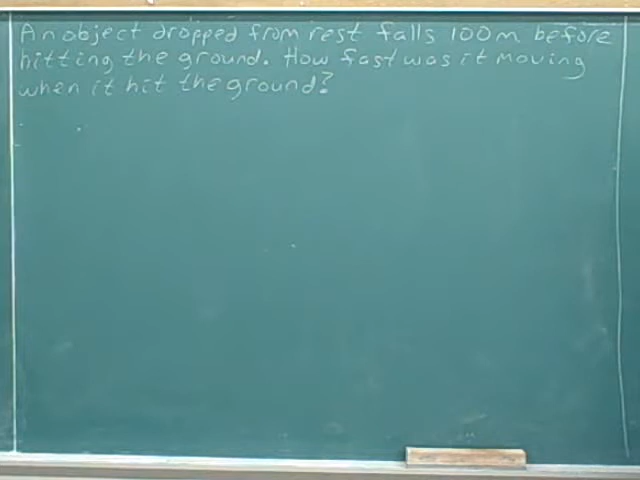 An object dropped from rest falls 100m before
hitting the ground. How fast was it moving
when it hit the ground?